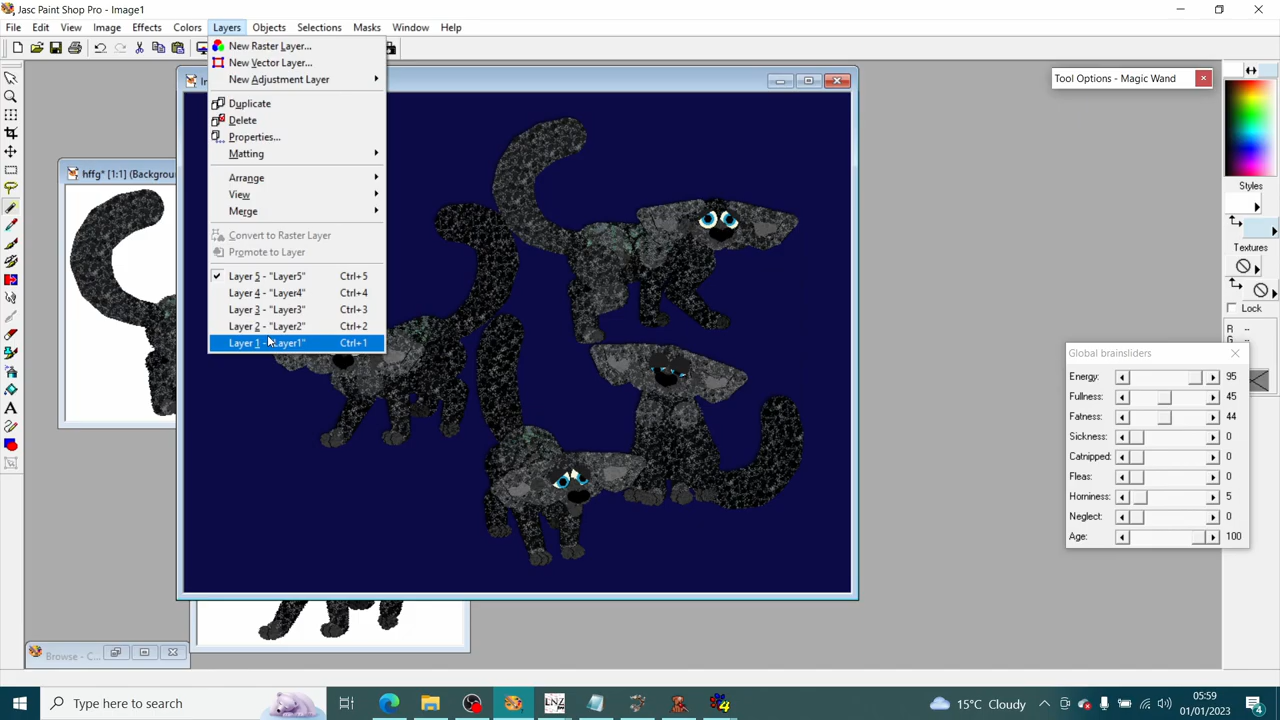 Jasc Paint Shop Pro - Image1
File Edit View Image Effects Colors Layers Objects Selections Masks Window Help
New Raster Layer...
New Vector Layer...
New Adjustment Layer
Duplicate
Delete
Properties...
Matting
Arrange
View
Merge
Convert to Raster Layer
Promote to Layer
Layer 5 - "Layer5" Ctrl+5
Layer 4 - "Layer4" Ctrl+4
Layer 3 - "Layer3" Ctrl+3
Layer 2 - "Layer2" Ctrl+2
Layer 1 - "Layer1" Ctrl+1
hffg* [1:1] (Backgrou
Tool Options - Magic Wand
Styles
Textures
Lock
R --
G --
Global brainsliders
Energy: 95
Fullness: 45
Fatness: 44
Sickness: 0
Catnipped: 0
Fleas: 0
Horniness: 5
Neglect: 0
Age: 100
Browse - C...
Type here to search
LNZ
4
15°C Cloudy
05:59
01/01/2023
4